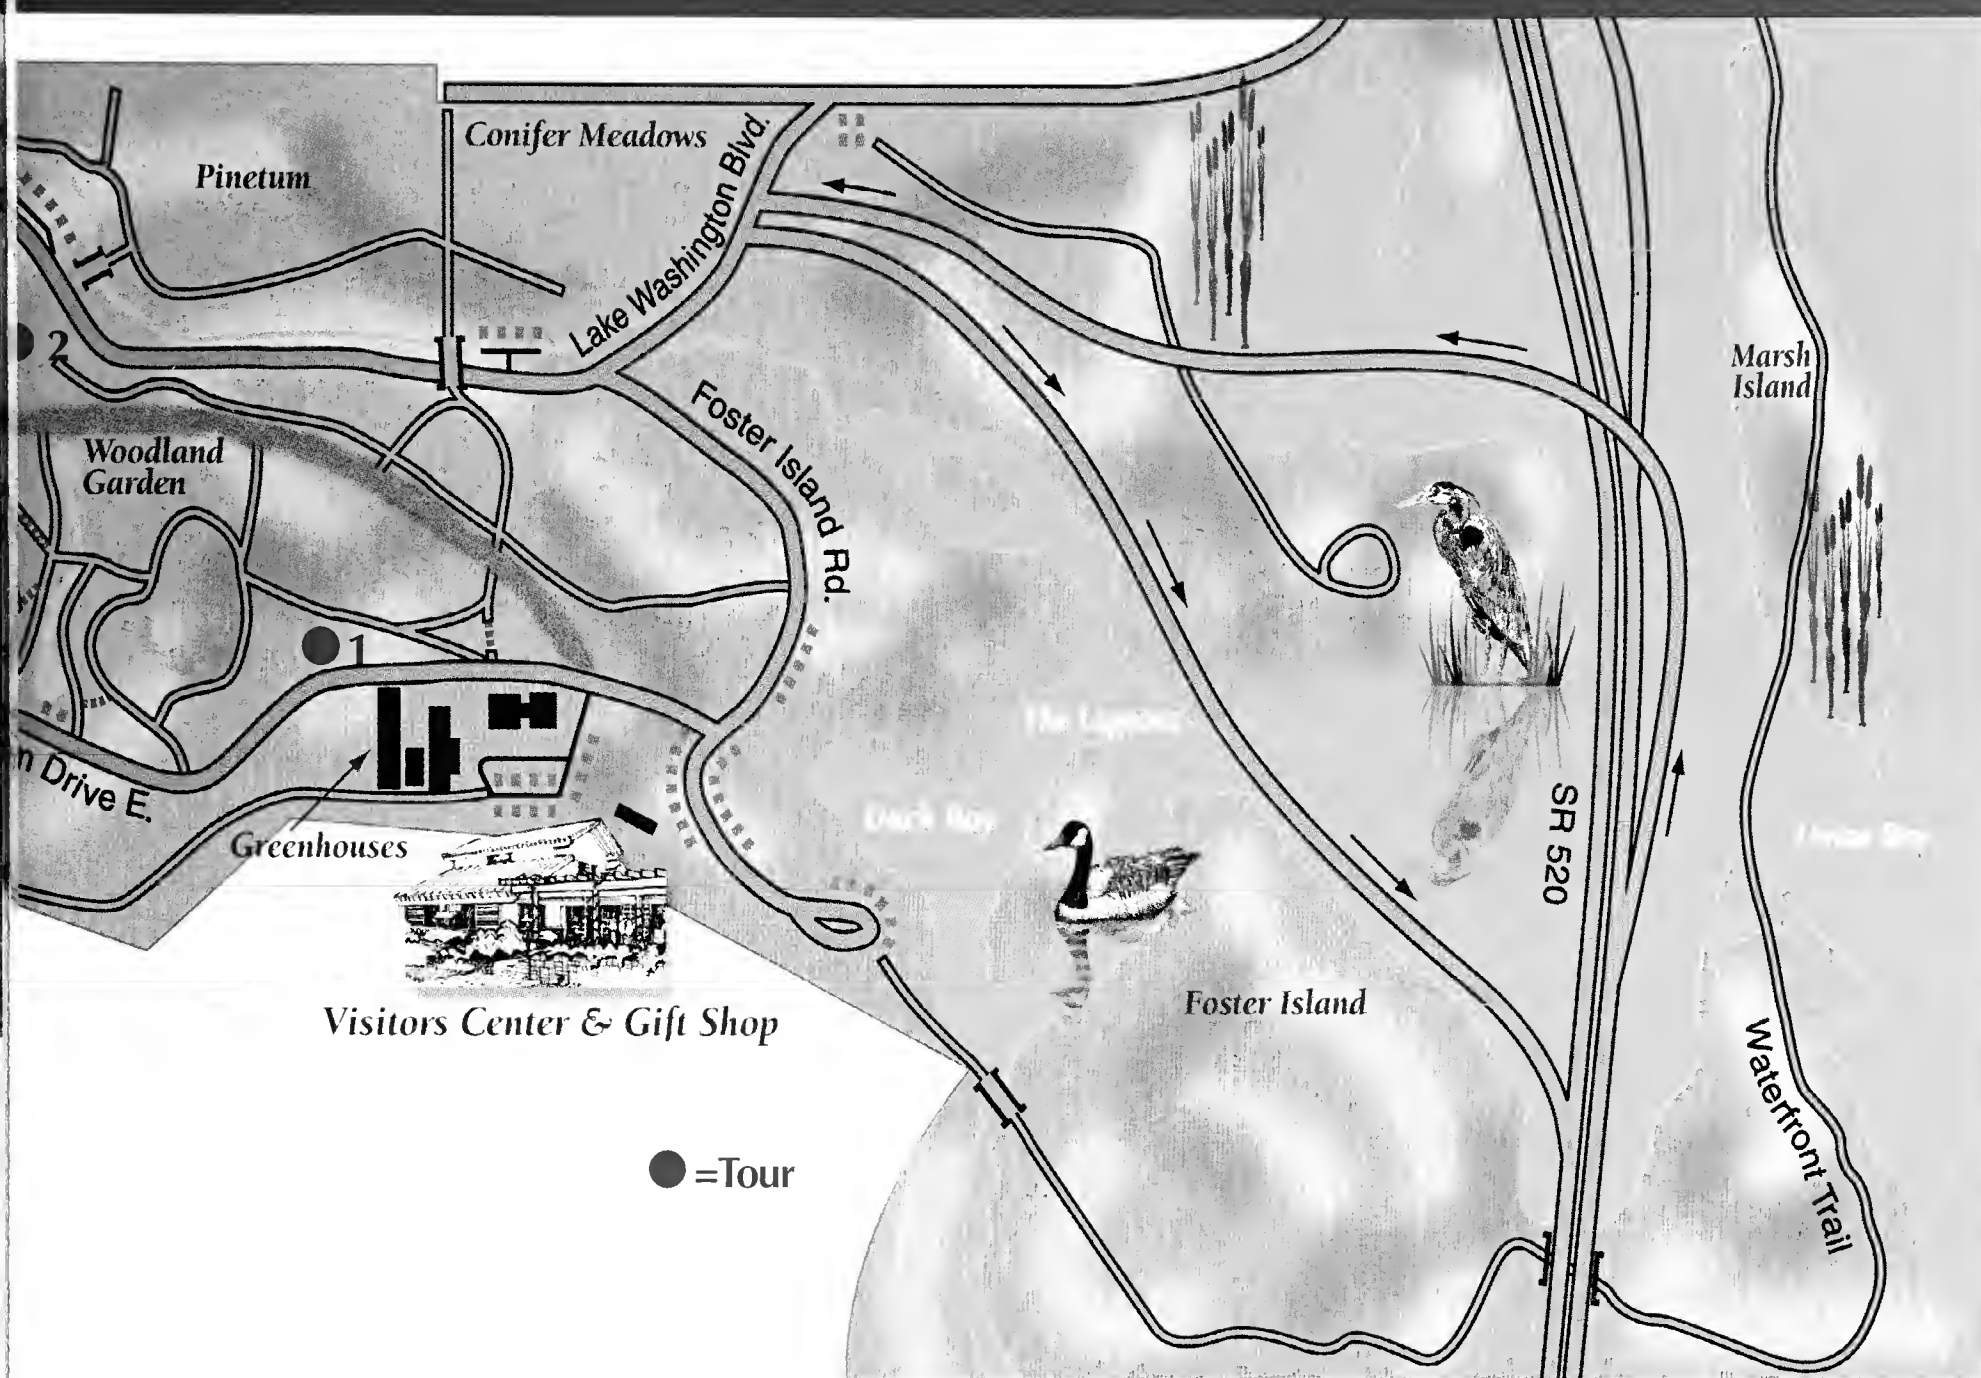 Conifer Meadows
Pinetum
Lake Washington Blvd.
2
Marsh
Island
Foster Island Rd.
Woodland
Garden
1
n Drive E.
SR 520
Greenhouses
Foster Island
Visitors Center & Gift Shop
Waterfront Trail
=Tour